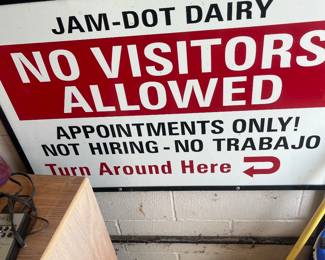 JAM-DOT DAIRY
NO VISITORS
ALLOWED
APPOINTMENTS ONLY!
NOT HIRING - NO TRABAJO
Turn Around Here